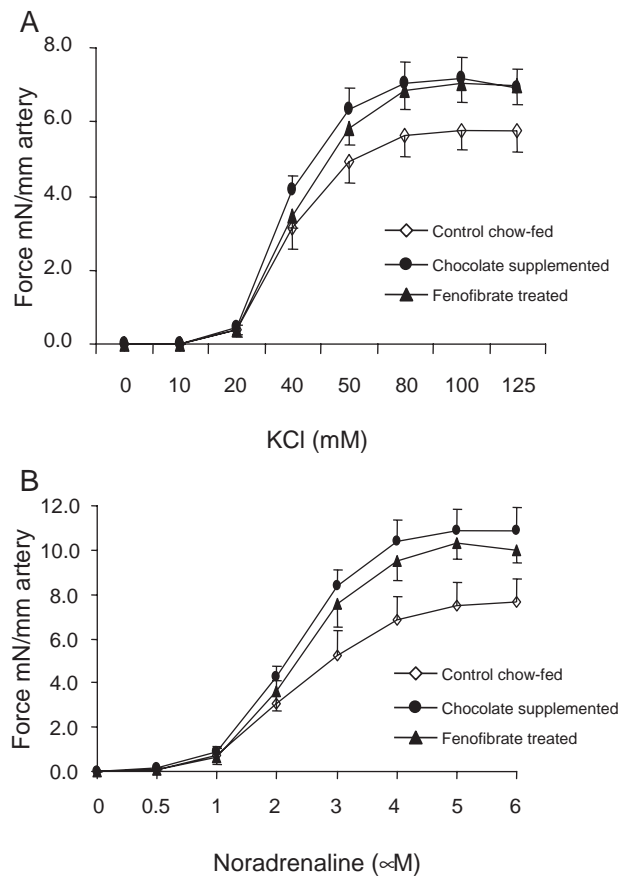 A
8.0
6.0
4.0
2.0
0.0
Force mN/mm artery
Control chow-fed
Chocolate supplemented
Fenofibrate treated
0 10 20 40 50 80 100 125
KCl (mM)
B
12.0
10.0
8.0
6.0
4.0
2.0
0.0
Force mN/mm artery
Control chow-fed
Chocolate supplemented
Fenofibrate treated
0 0.5 1 2 3 4 5 6
Noradrenaline (∝M)